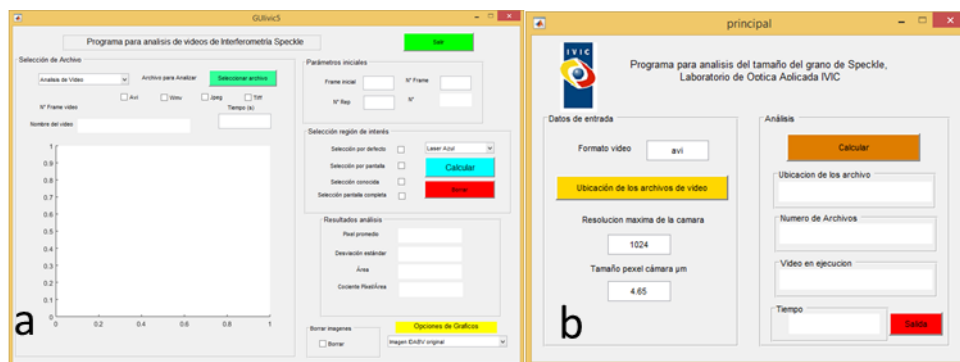 GUIivic5
Programa para analisis de videos de Interferometría Speckle
Salir
Selección de Archivo
Analisis de Video
Archivo para Analizar
Seleccionar archivo
Avi
Wmv
Jpeg
Tiff
N° Frame video
Tiempo (s)
Nombre del video
1
0.9
0.8
0.7
0.6
0.5
0.4
0.3
0.2
0.1
0
0 0.2 0.4 0.6 0.8 1
Parámetros iniciales
Frame inicial
N° Frame
N° Rep
N°
Selección región de interés
Selección por defecto
Laser Azul
Selección por pantalla
Calcular
Selección conocida
Borrar
Selección pantalla completa
Resultados análisis
Pixel promedio
Desviación estándar
Área
Cociente Pixel/Área
Borrar imagenes
Borrar
Opciones de Graficos
Imagen IDABV original
a
principal
IVIC
Programa para analisis del tamaño del grano de Speckle,
Laboratorio de Optica Aplicada IVIC
Datos de entrada
Formato video
avi
Ubicación de los archivos de video
Resolucion maxima de la camara
1024
Tamaño pexel cámara µm
4.65
Análisis
Calcular
Ubicacion de los archivo
Numero de Archivos
Video en ejecucion
Tiempo
Salida
b